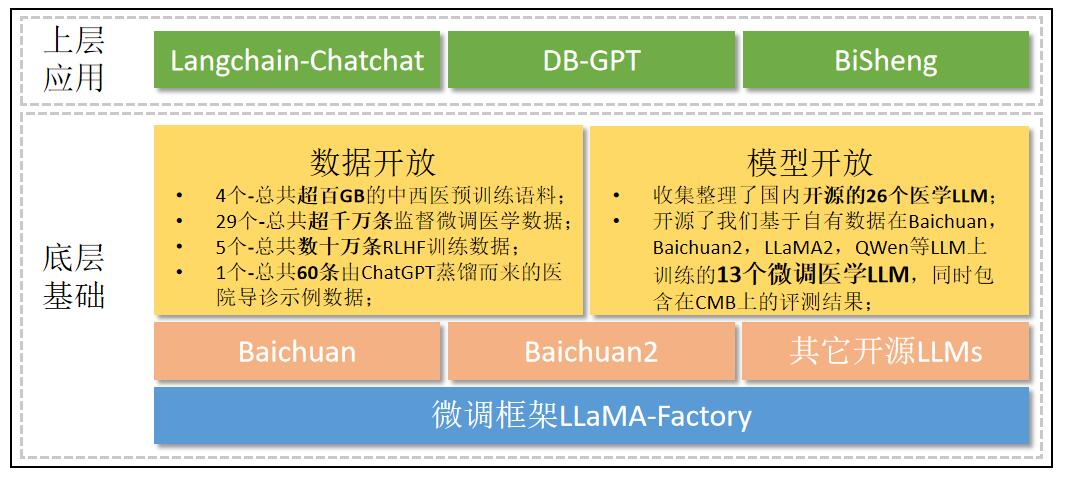 上层
应用
Langchain-Chatchat
DB-GPT
BiSheng
底层
基础
数据开放
• 4个-总共超百GB的中西医预训练语料；
• 29个-总共超千万条监督微调医学数据；
• 5个-总共数十万条RLHF训练数据；
• 1个-总共60条由ChatGPT蒸馏而来的医
院导诊示例数据；
模型开放
• 收集整理了国内开源的26个医学LLM；
• 开源了我们基于自有数据在Baichuan，
Baichuan2，LLaMA2，QWen等LLM上
训练的13个微调医学LLM，同时包
含在CMB上的评测结果；
Baichuan
Baichuan2
其它开源LLMs
微调框架LLaMA-Factory